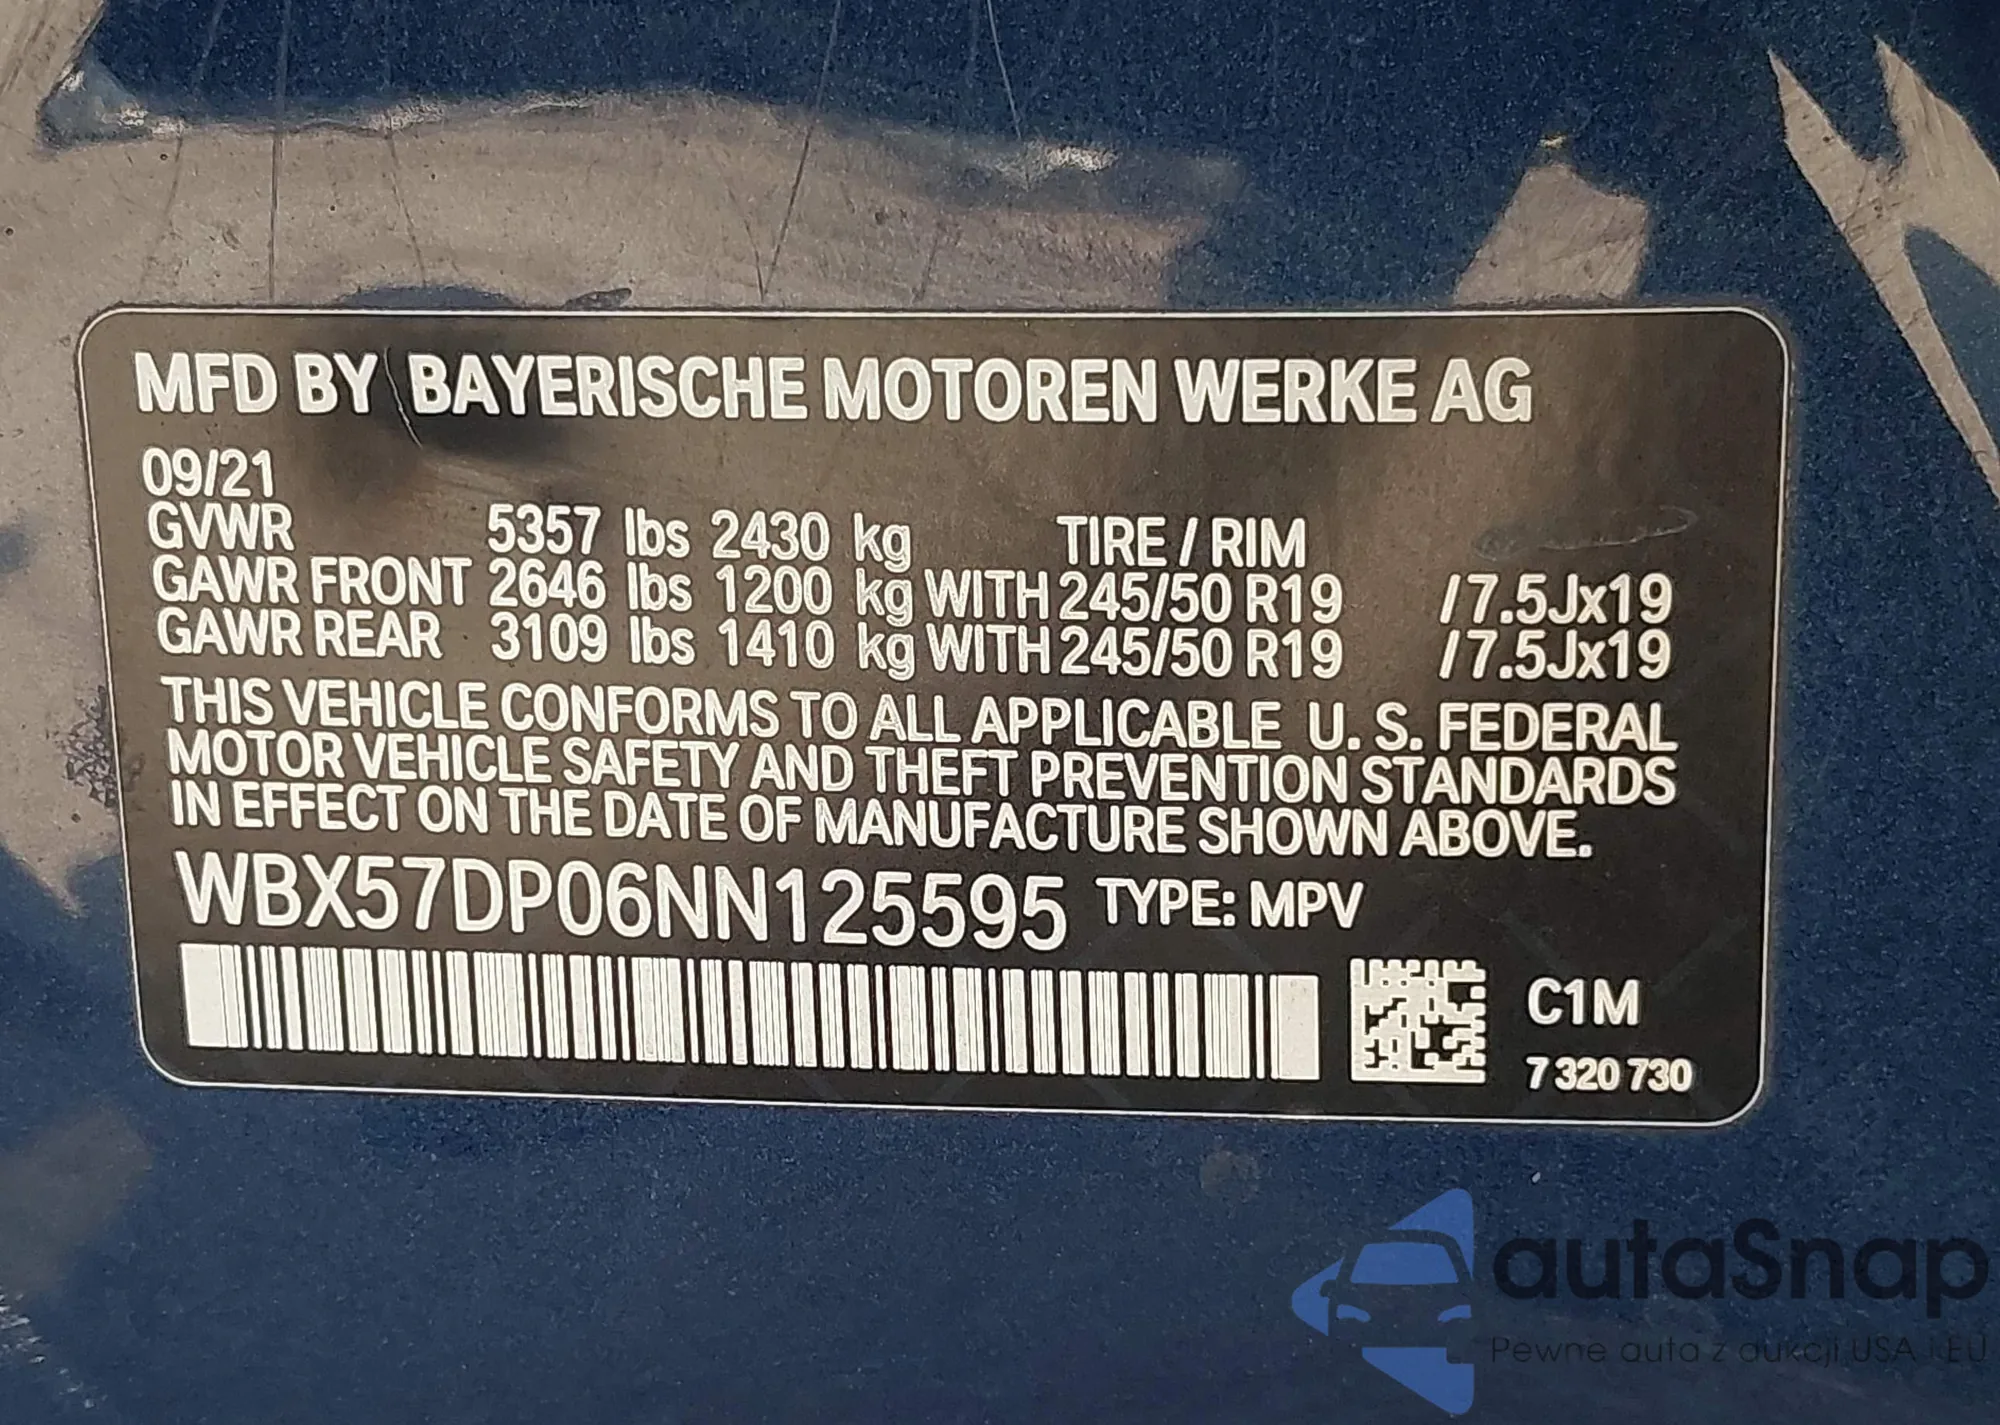 MFD BY BAYERISCHE MOTOREN WERKE AG
09/21
GVWR 5357 lbs 2430 kg TIRE / RIM
GAWR FRONT 2646 lbs 1200 kg WITH 245/50 R19 /7.5Jx19
GAWR REAR 3109 lbs 1410 kg WITH 245/50 R19 /7.5Jx19
THIS VEHICLE CONFORMS TO ALL APPLICABLE U. S. FEDERAL
MOTOR VEHICLE SAFETY AND THEFT PREVENTION STANDARDS
IN EFFECT ON THE DATE OF MANUFACTURE SHOWN ABOVE.
WBX57DP06NN125595 TYPE: MPV
C1M
7 320 730
autaSnap
Pewne auta z aukcji USA i EU